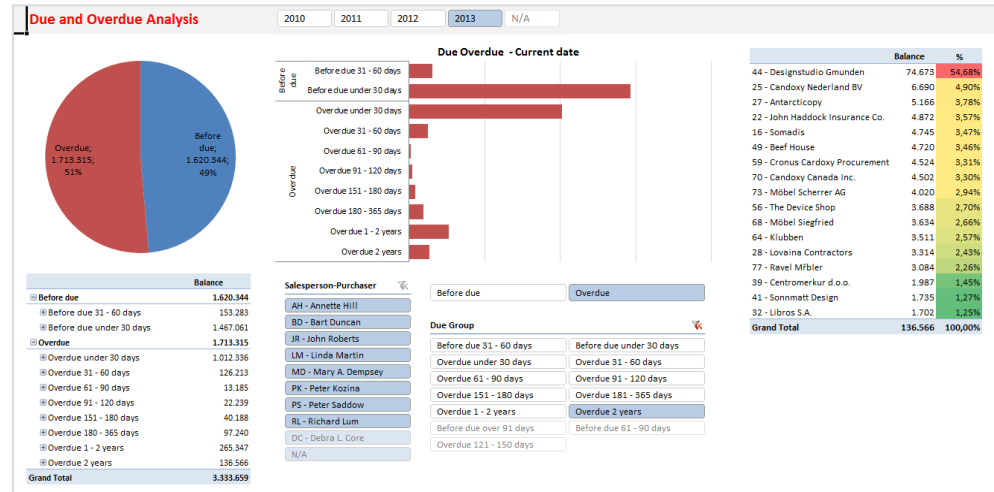 Due and Overdue Analysis
2010 2011 2012 2013 N/A
Overdue;
1.713.315;
51%
Before
due;
1.620.344;
49%
Due Overdue - Current date
Before
due
Before due 31 - 60 days
Before due under 30 days
Overdue
Overdue under 30 days
Overdue 31 - 60 days
Overdue 61 - 90 days
Overdue 91 - 120 days
Overdue 151 - 180 days
Overdue 180 - 365 days
Overdue 1 - 2 years
Overdue 2 years
Balance %
44 - Designstudio Gmunden 74.673 54,68%
25 - Candoxy Nederland BV 6.690 4,90%
27 - Antarcticopy 5.166 3,78%
22 - John Haddock Insurance Co. 4.872 3,57%
16 - Somadis 4.745 3,47%
49 - Beef House 4.720 3,46%
59 - Cronus Cardoxy Procurement 4.524 3,31%
70 - Candoxy Canada Inc. 4.502 3,30%
73 - Möbel Scherrer AG 4.020 2,94%
56 - The Device Shop 3.688 2,70%
68 - Möbel Siegfried 3.634 2,66%
64 - Klubben 3.511 2,57%
28 - Lovaina Contractors 3.314 2,43%
77 - Ravel Mřbler 3.084 2,26%
39 - Centromerkur d.o.o. 1.987 1,45%
41 - Sonnmatt Design 1.735 1,27%
32 - Libros S.A. 1.702 1,25%
Grand Total 136.566 100,00%
Balance
Before due 1.620.344
Before due 31 - 60 days 153.283
Before due under 30 days 1.467.061
Overdue 1.713.315
Overdue under 30 days 1.012.336
Overdue 31 - 60 days 126.213
Overdue 61 - 90 days 13.185
Overdue 91 - 120 days 22.239
Overdue 151 - 180 days 40.188
Overdue 180 - 365 days 97.240
Overdue 1 - 2 years 265.347
Overdue 2 years 136.566
Grand Total 3.333.659
Salesperson-Purchaser
AH - Annette Hill
BD - Bart Duncan
JR - John Roberts
LM - Linda Martin
MD - Mary A. Dempsey
PK - Peter Kozina
PS - Peter Saddow
RL - Richard Lum
DC - Debra L. Core
N/A
Before due Overdue
Due Group
Before due 31 - 60 days Before due under 30 days
Overdue under 30 days Overdue 31 - 60 days
Overdue 61 - 90 days Overdue 91 - 120 days
Overdue 151 - 180 days Overdue 181 - 365 days
Overdue 1 - 2 years Overdue 2 years
Before due over 91 days Before due 61 - 90 days
Overdue 121 - 150 days